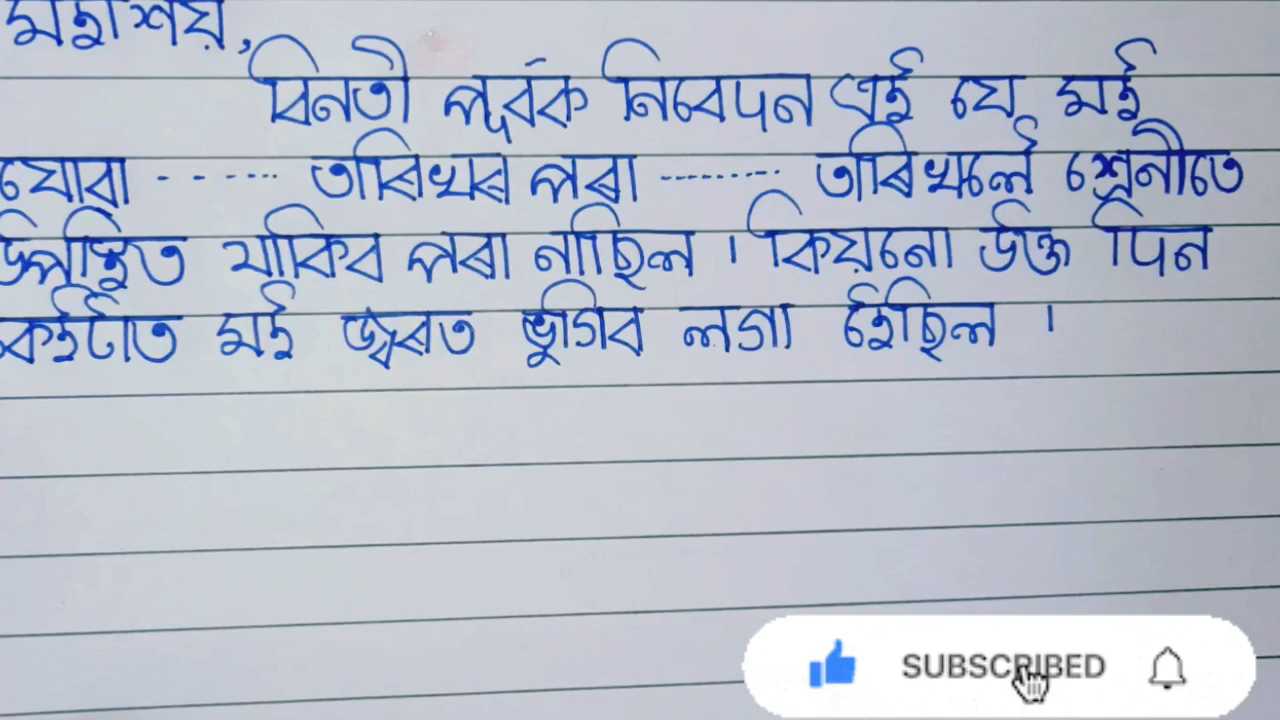 মহাশয়,
বিনতী পূৰ্বক নিবেদন এই যে মই
যোৱা ------ তাৰিখৰ পৰা --------- তাৰিখলৈ শ্ৰেনীতে
উপস্থিত থাকিব পৰা নাছিল । কিয়নো উক্ত দিন
কেইটাত মই জ্বৰত ভুগিব লগা হৈছিল ।
SUBSCRIBED